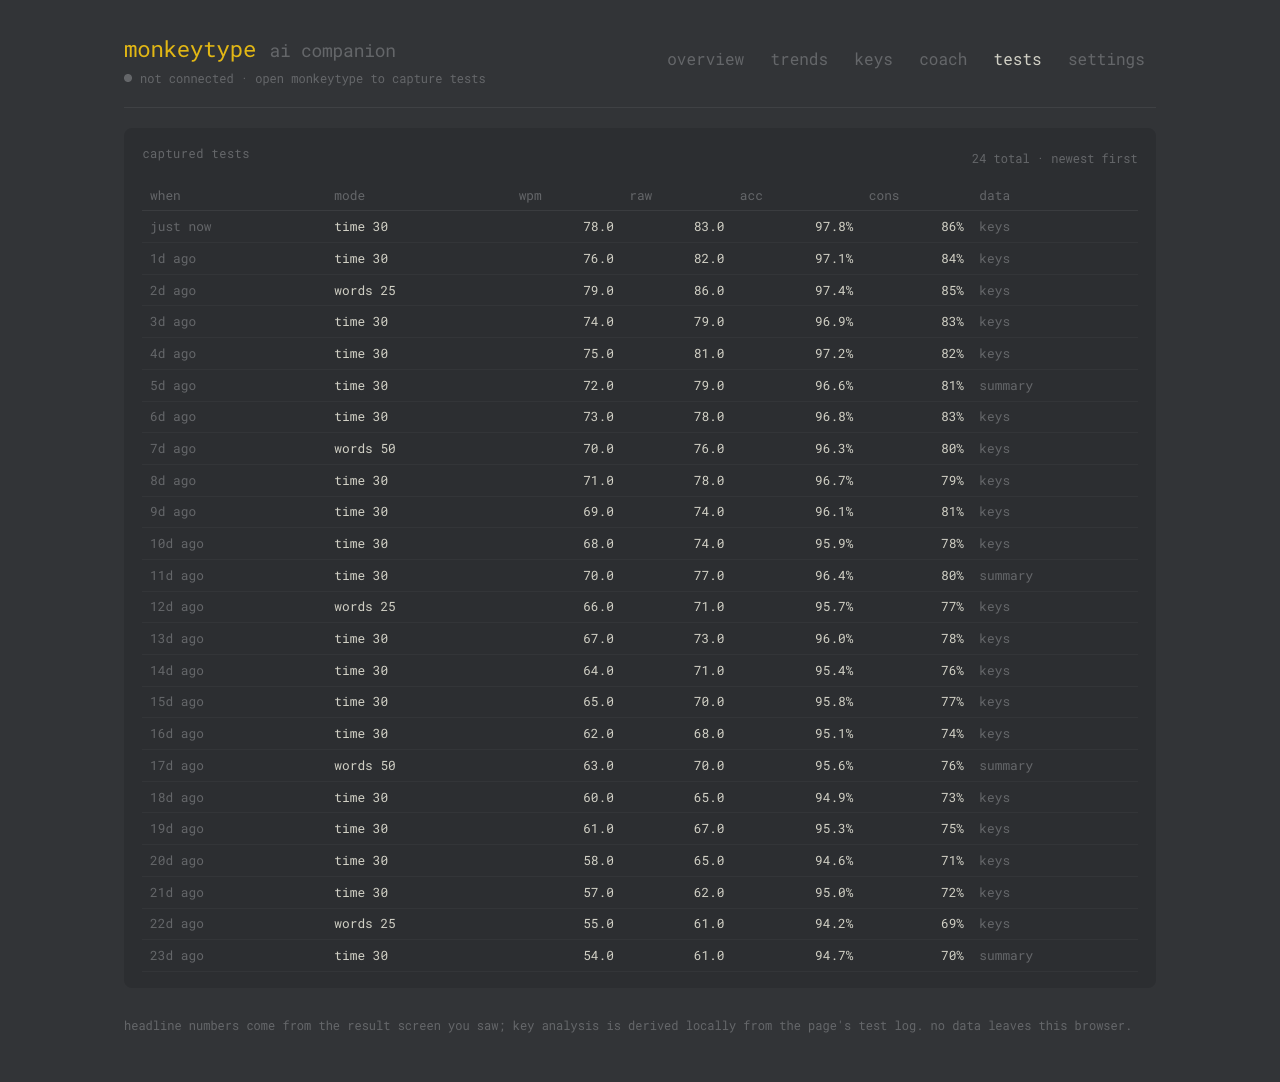 monkeytype ai companion
not connected · open monkeytype to capture tests
overview trends keys coach tests settings
captured tests
24 total · newest first
when mode wpm raw acc cons data
just now time 30 78.0 83.0 97.8% 86% keys
1d ago time 30 76.0 82.0 97.1% 84% keys
2d ago words 25 79.0 86.0 97.4% 85% keys
3d ago time 30 74.0 79.0 96.9% 83% keys
4d ago time 30 75.0 81.0 97.2% 82% keys
5d ago time 30 72.0 79.0 96.6% 81% summary
6d ago time 30 73.0 78.0 96.8% 83% keys
7d ago words 50 70.0 76.0 96.3% 80% keys
8d ago time 30 71.0 78.0 96.7% 79% keys
9d ago time 30 69.0 74.0 96.1% 81% keys
10d ago time 30 68.0 74.0 95.9% 78% keys
11d ago time 30 70.0 77.0 96.4% 80% summary
12d ago words 25 66.0 71.0 95.7% 77% keys
13d ago time 30 67.0 73.0 96.0% 78% keys
14d ago time 30 64.0 71.0 95.4% 76% keys
15d ago time 30 65.0 70.0 95.8% 77% keys
16d ago time 30 62.0 68.0 95.1% 74% keys
17d ago words 50 63.0 70.0 95.6% 76% summary
18d ago time 30 60.0 65.0 94.9% 73% keys
19d ago time 30 61.0 67.0 95.3% 75% keys
20d ago time 30 58.0 65.0 94.6% 71% keys
21d ago time 30 57.0 62.0 95.0% 72% keys
22d ago words 25 55.0 61.0 94.2% 69% keys
23d ago time 30 54.0 61.0 94.7% 70% summary
headline numbers come from the result screen you saw; key analysis is derived locally from the page's test log. no data leaves this browser.